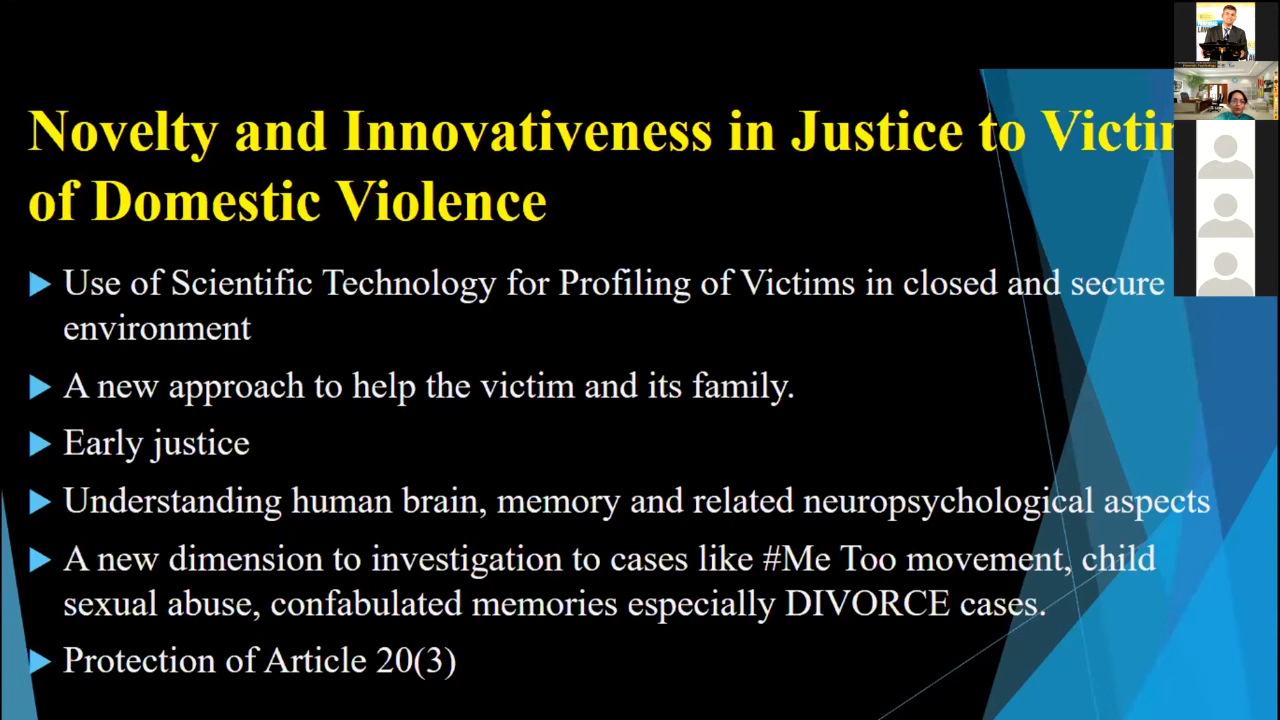 Novelty and Innovativeness in Justice to
of Domestic Violence
Use of Scientific Technology for Profiling of Victims in closed and secure
environment
A new approach to help the victim and its family.
Early justice
Understanding human brain, memory and related neuropsychological aspects
A new dimension to investigation to cases like #Me Too movement, child
sexual abuse, confabulated memories especially DIVORCE cases.
Protection of Article 20(3)